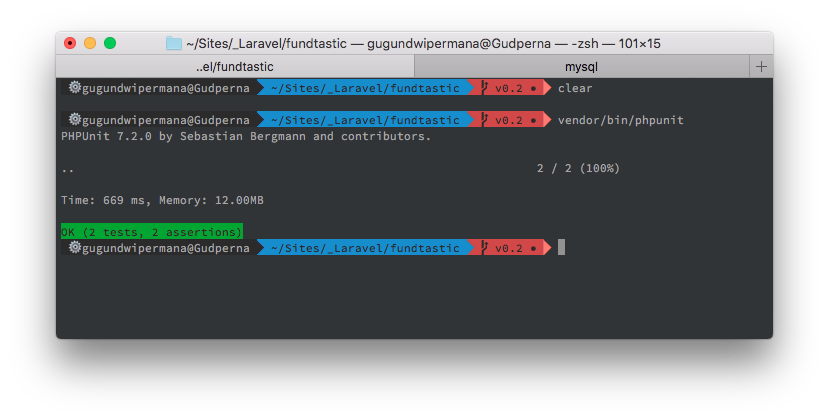 ~/Sites/_Laravel/fundtastic — gugundwipermana@Gudperna — -zsh — 101×15
..el/fundtastic mysql
gugundwipermana@Gudperna ~/Sites/_Laravel/fundtastic v0.2 ● clear
gugundwipermana@Gudperna ~/Sites/_Laravel/fundtastic v0.2 ● vendor/bin/phpunit
PHPUnit 7.2.0 by Sebastian Bergmann and contributors.
.. 2 / 2 (100%)
Time: 669 ms, Memory: 12.00MB
OK (2 tests, 2 assertions)
gugundwipermana@Gudperna ~/Sites/_Laravel/fundtastic v0.2 ●